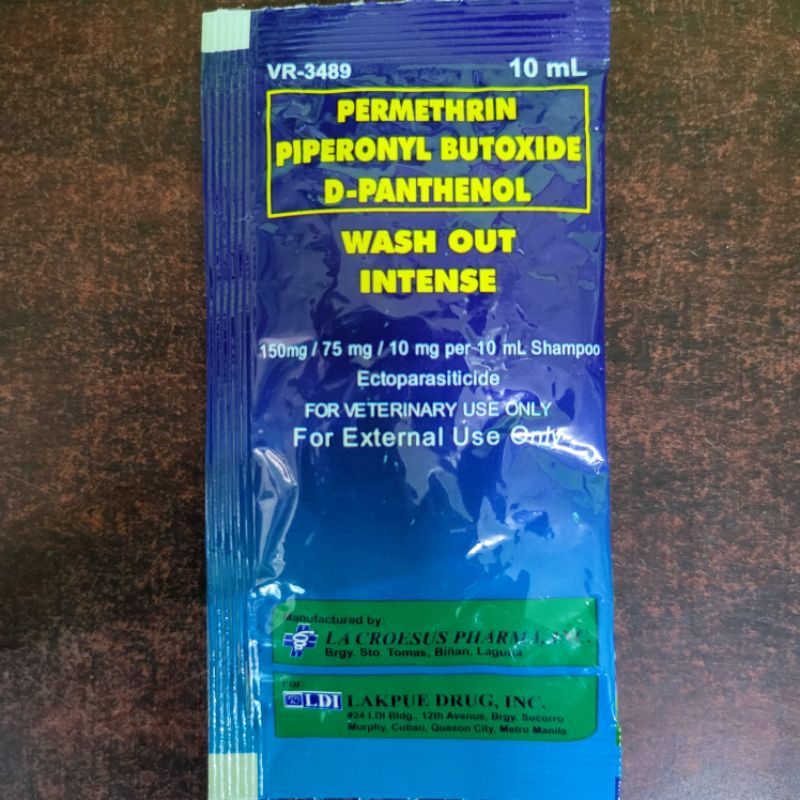 VR-3489
10 mL
PERMETHRIN
PIPERONYL BUTOXIDE
D-PANTHENOL
WASH OUT
INTENSE
150mg / 75 mg / 10 mg per 10 mL Shampoo
Ectoparasiticide
FOR VETERINARY USE ONLY
For External Use Only
Manufactured by:
LA CROESUS PHARMA, INC.
Brgy. Sto. Tomas, Biñan, Laguna
For:
LDI LAKPUE DRUG, INC.
#24 LDI Bldg., 12th Avenue, Brgy. Socorro
Murphy, Cubao, Quezon City, Metro Manila